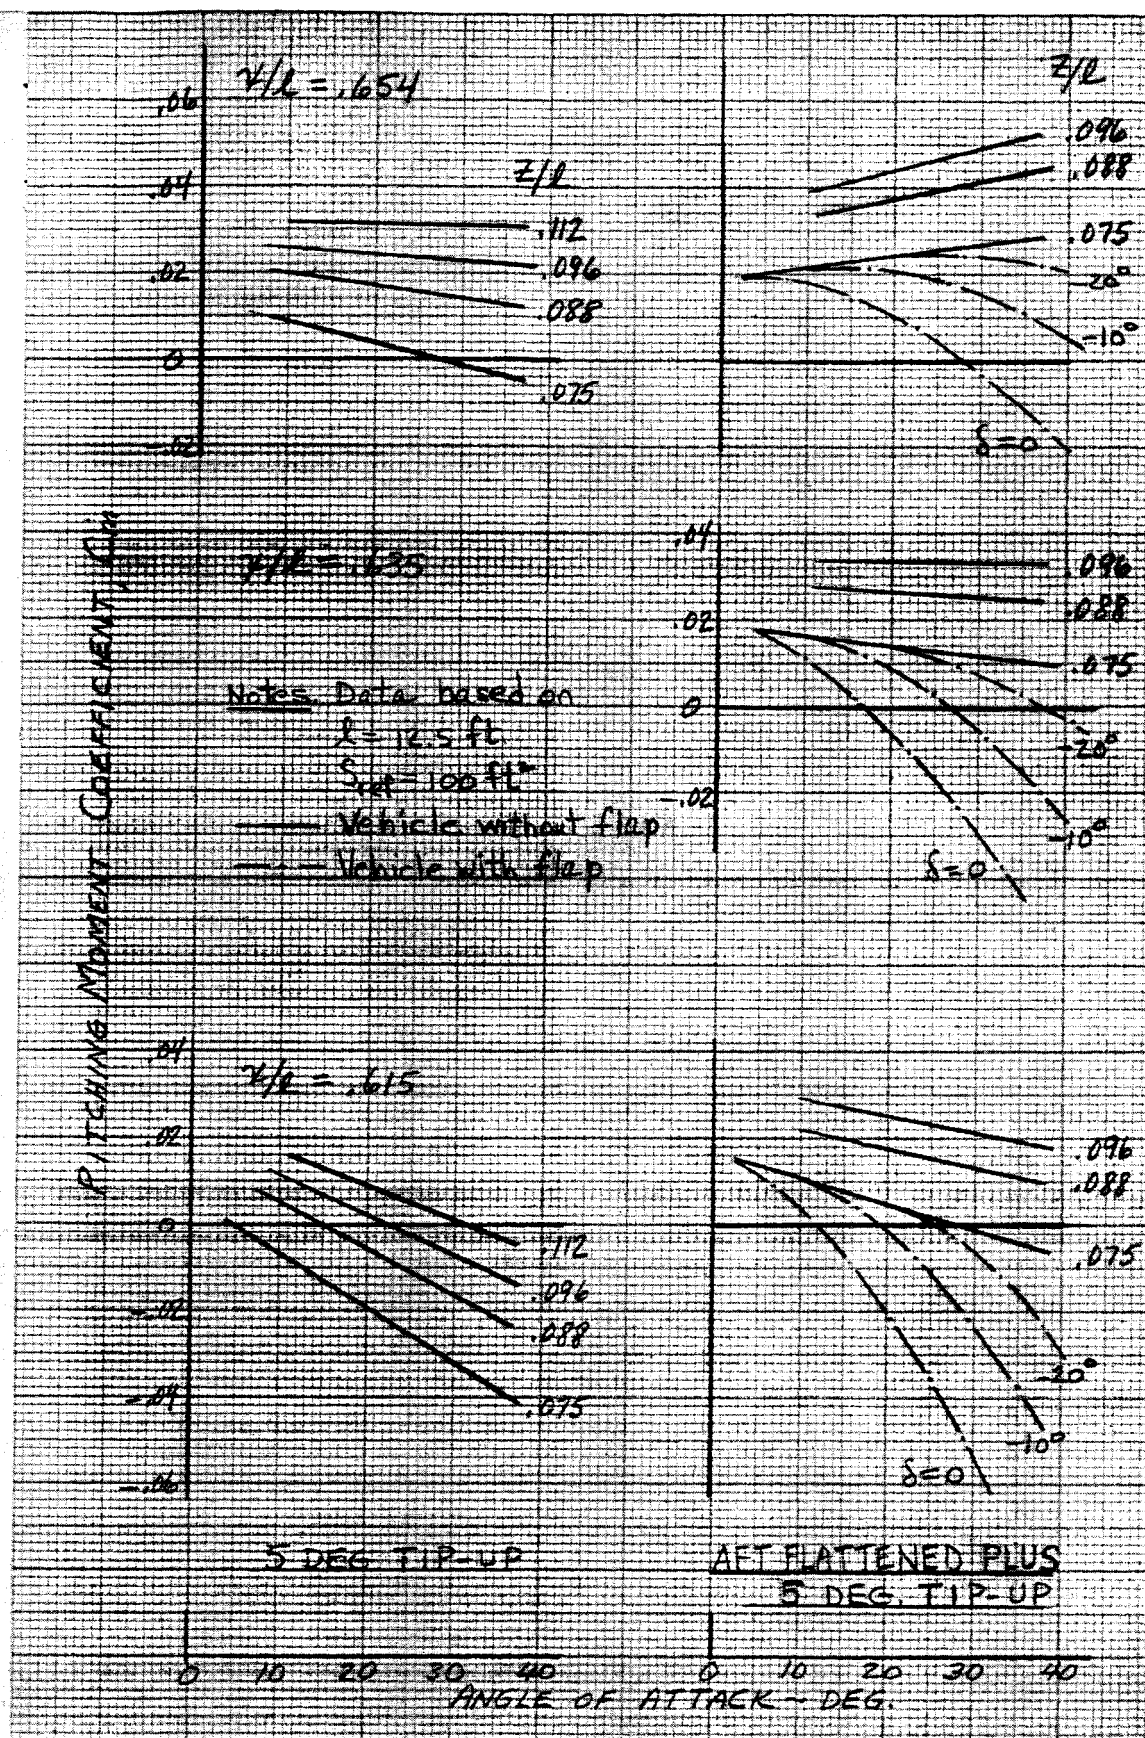 x/l = .654
.06
.04
.02
0
-.02
z/l
.112
.096
.088
.075
z/l
.096
.088
.075
-20°
-10°
δ=0
PITCHING MOMENT COEFFICIENT, Cm
x/l = .635
Notes. Data based on
l = 12.5 ft.
Sref = 100 ft²
Vehicle without flap
Vehicle with flap
.04
.02
0
-.02
.096
.088
.075
-20°
-10°
δ=0
x/l = .615
.04
.02
0
-.02
-.04
-.06
.112
.096
.088
.075
.096
.088
.075
-20°
-10°
δ=0
5 DEG TIP-UP
AFT FLATTENED PLUS
5 DEG. TIP-UP
0 10 20 30 40
0 10 20 30 40
ANGLE OF ATTACK ~ DEG.